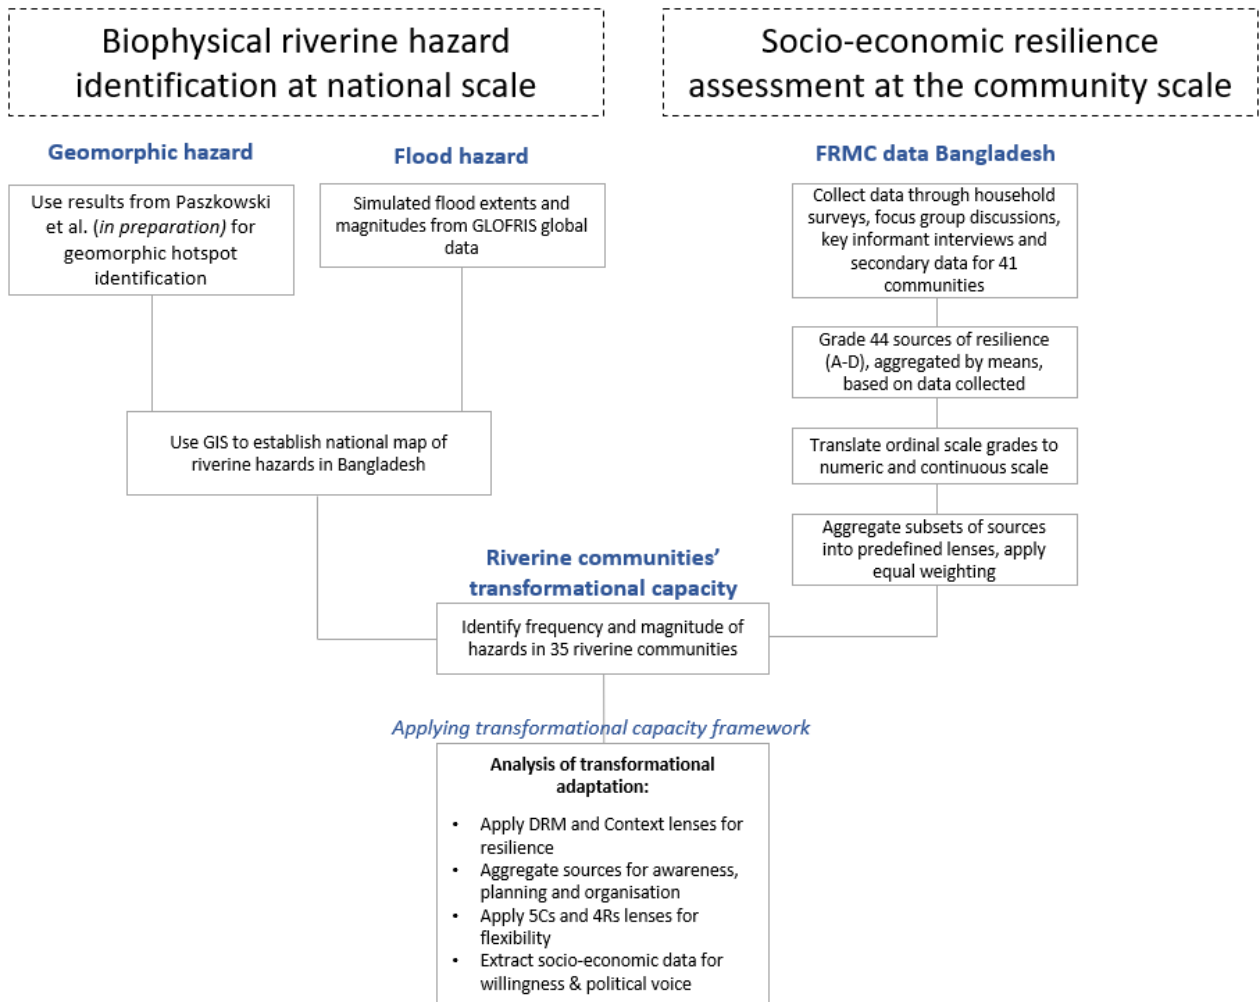 Biophysical riverine hazard
identification at national scale
Socio-economic resilience
assessment at the community scale
Geomorphic hazard
Use results from Paszkowski
et al. (in preparation) for
geomorphic hotspot
identification
Flood hazard
Simulated flood extents and
magnitudes from GLOFRIS global
data
FRMC data Bangladesh
Collect data through household
surveys, focus group discussions,
key informant interviews and
secondary data for 41
communities
Grade 44 sources of resilience
(A-D), aggregated by means,
based on data collected
Translate ordinal scale grades to
numeric and continuous scale
Aggregate subsets of sources
into predefined lenses, apply
equal weighting
Use GIS to establish national map of
riverine hazards in Bangladesh
Riverine communities’
transformational capacity
Identify frequency and magnitude of
hazards in 35 riverine communities
Applying transformational capacity framework
Analysis of transformational
adaptation:
• Apply DRM and Context lenses for
resilience
• Aggregate sources for awareness,
planning and organisation
• Apply 5Cs and 4Rs lenses for
flexibility
• Extract socio-economic data for
willingness & political voice